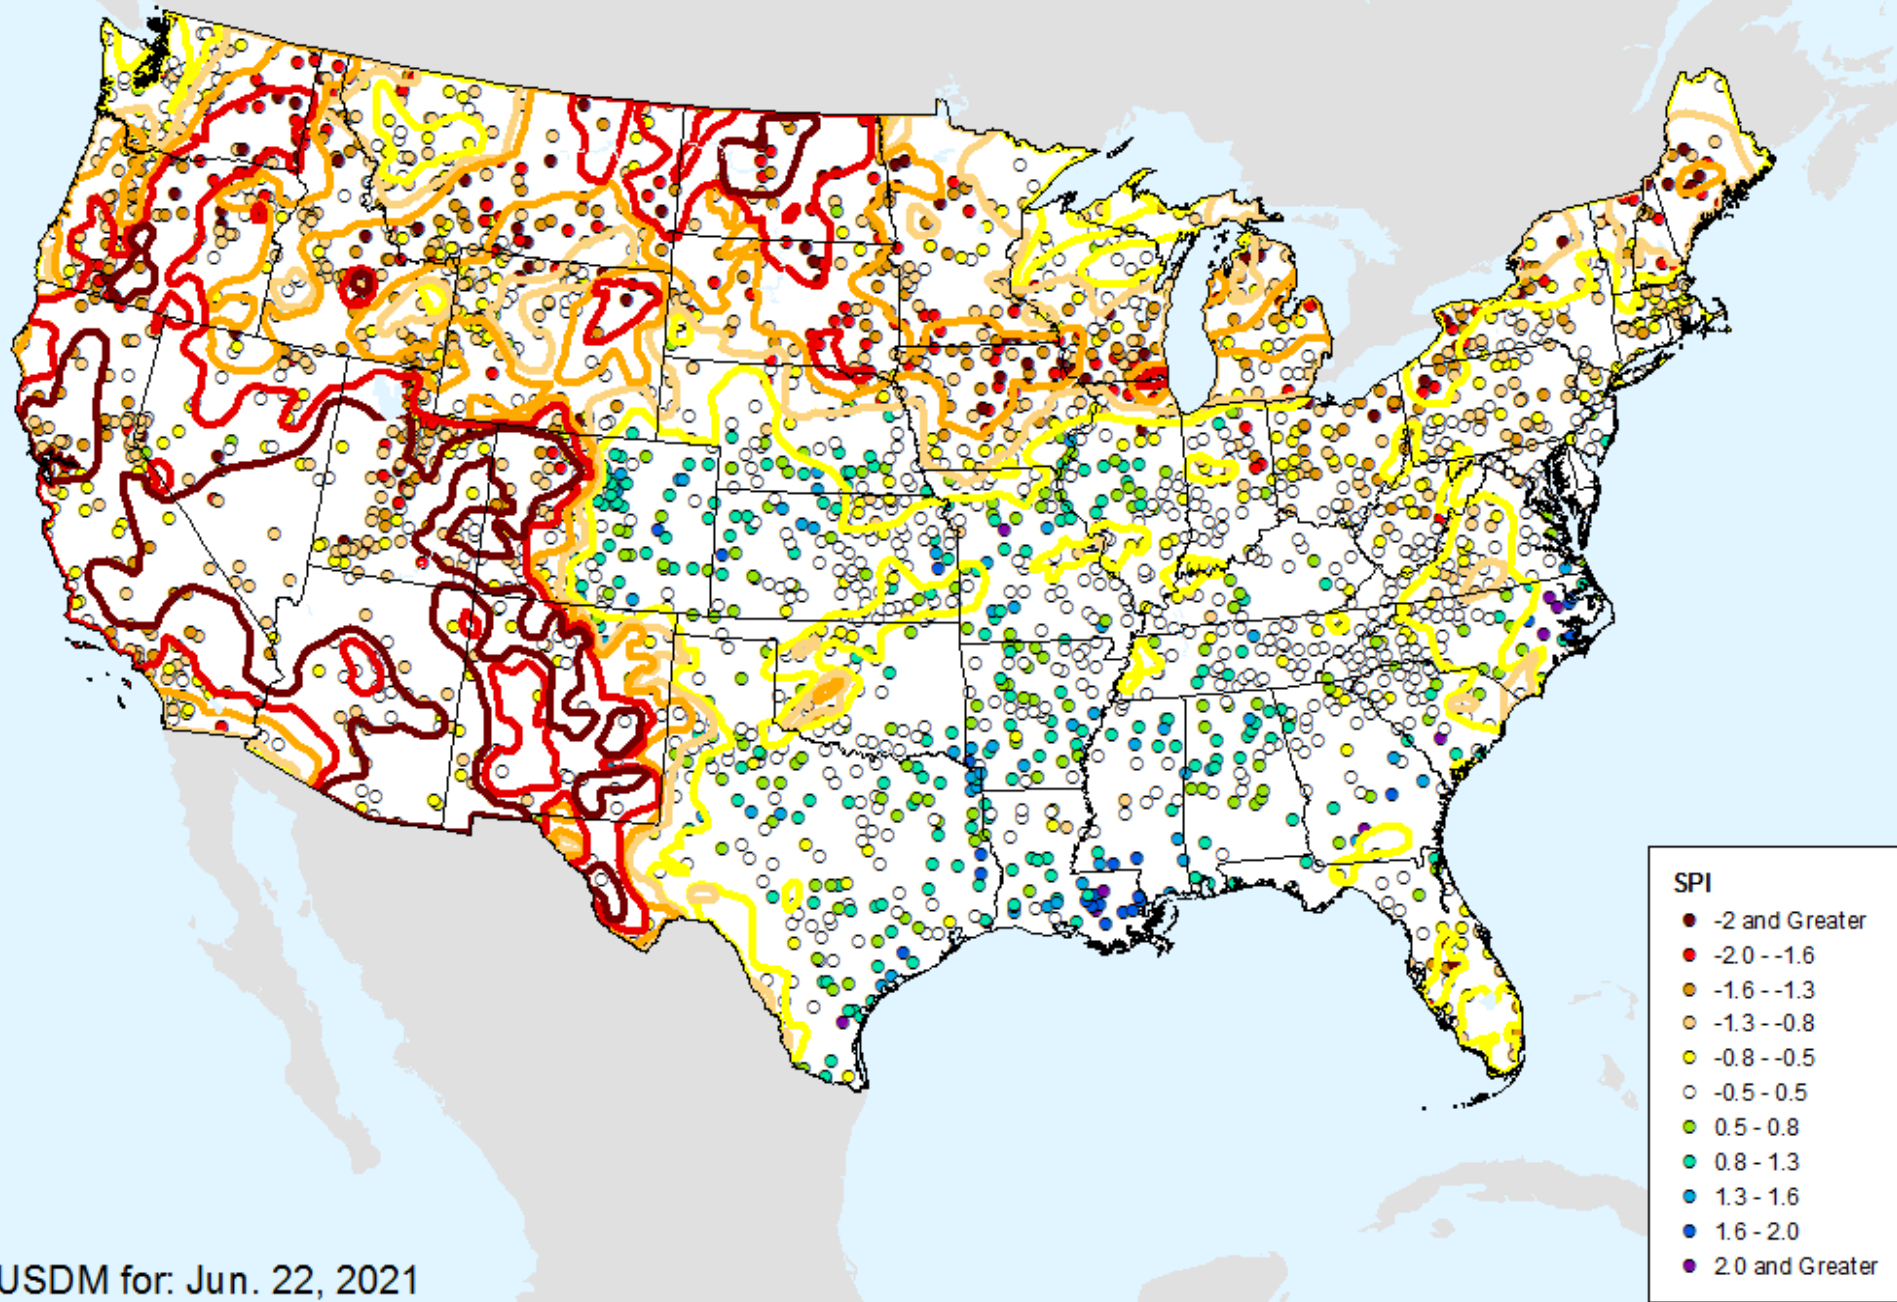 SPI
-2 and Greater
-2.0 - -1.6
-1.6 - -1.3
-1.3 - -0.8
-0.8 - -0.5
-0.5 - 0.5
0.5 - 0.8
0.8 - 1.3
1.3 - 1.6
1.6 - 2.0
2.0 and Greater
USDM for: Jun. 22, 2021